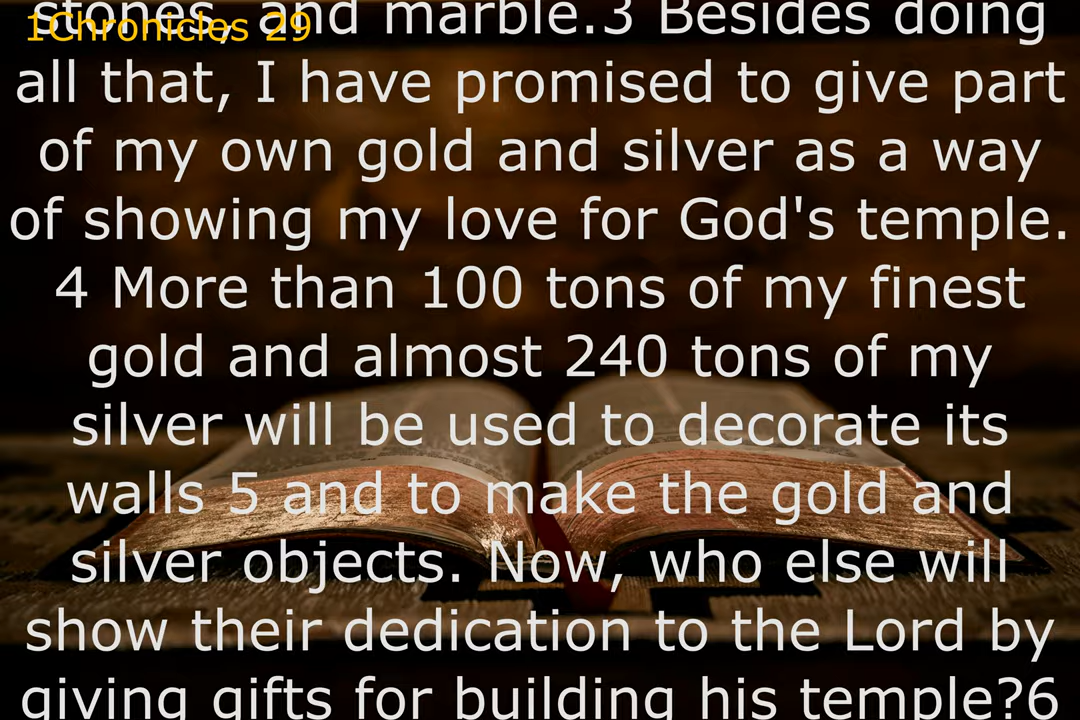 1Chronicles 29
stones, and marble.3 Besides doing
all that, I have promised to give part
of my own gold and silver as a way
of showing my love for God's temple.
4 More than 100 tons of my finest
gold and almost 240 tons of my
silver will be used to decorate its
walls 5 and to make the gold and
silver objects. Now, who else will
show their dedication to the Lord by
giving gifts for building his temple?6